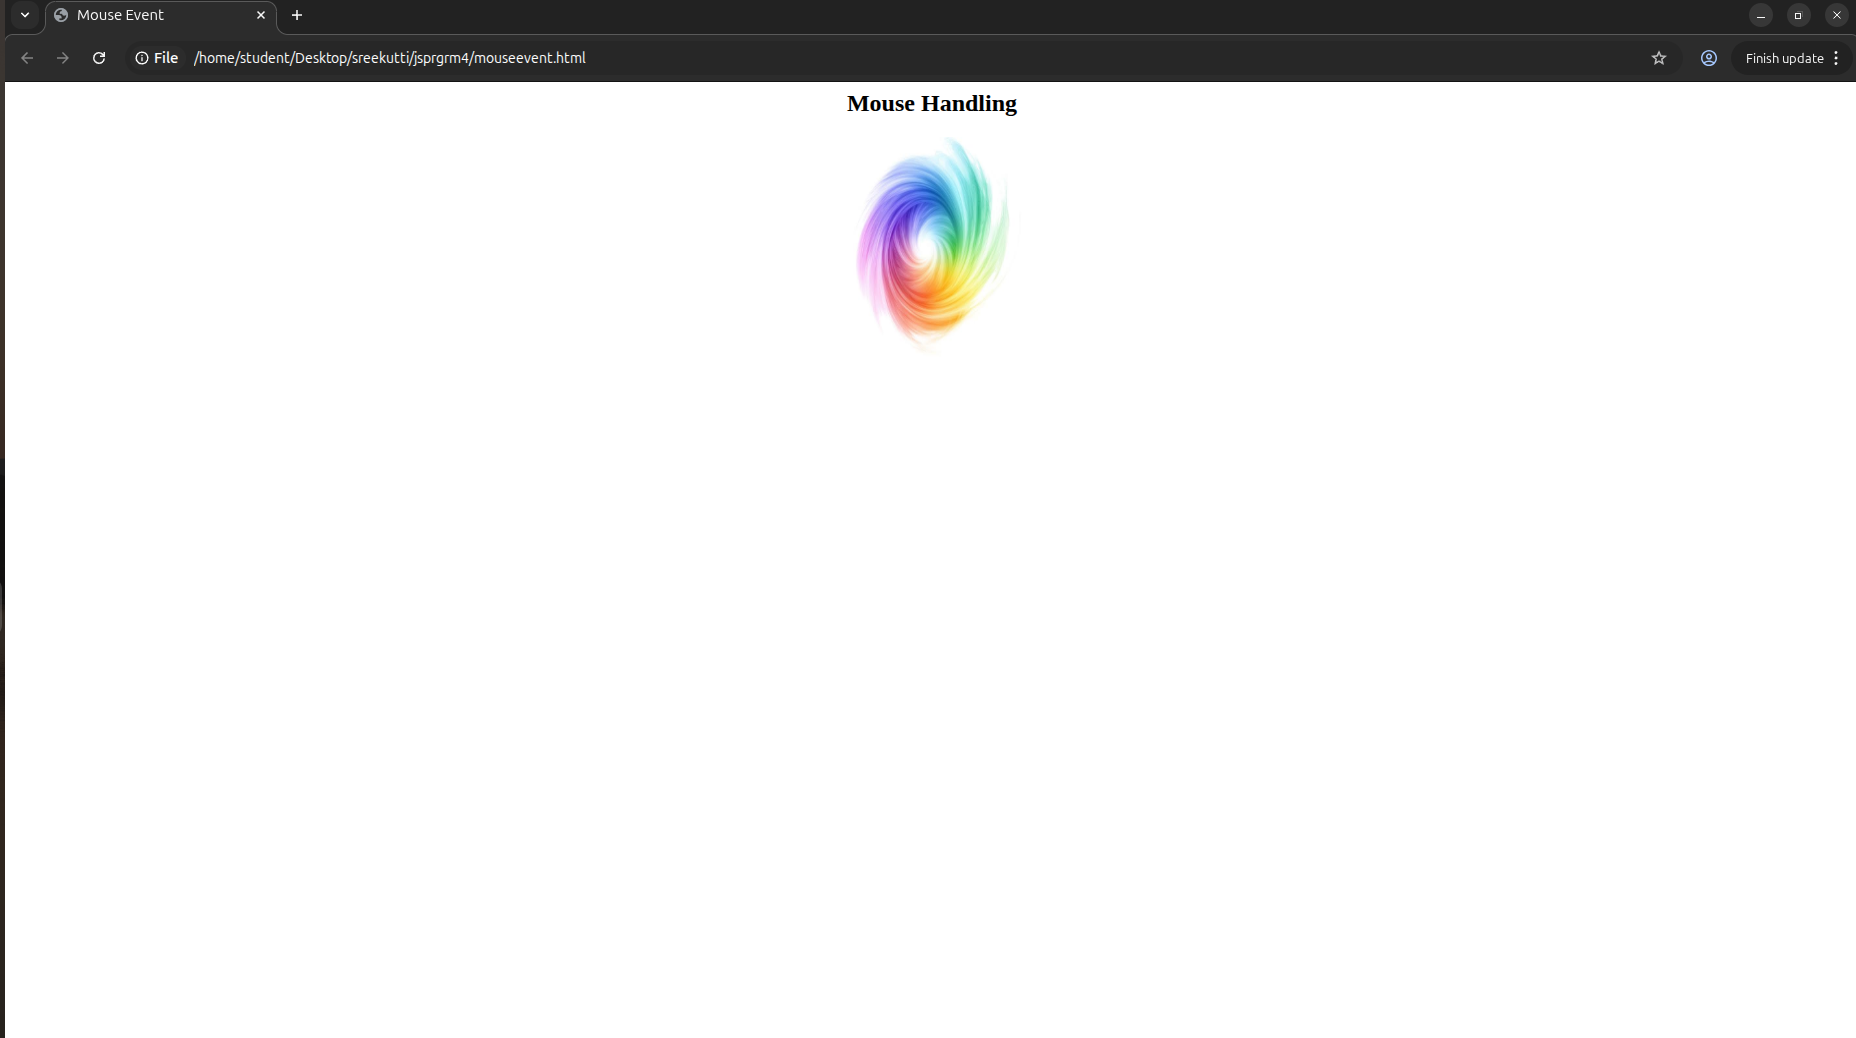 Mouse Event
File /home/student/Desktop/sreekutti/jsprgrm4/mouseevent.html
Finish update
Mouse Handling